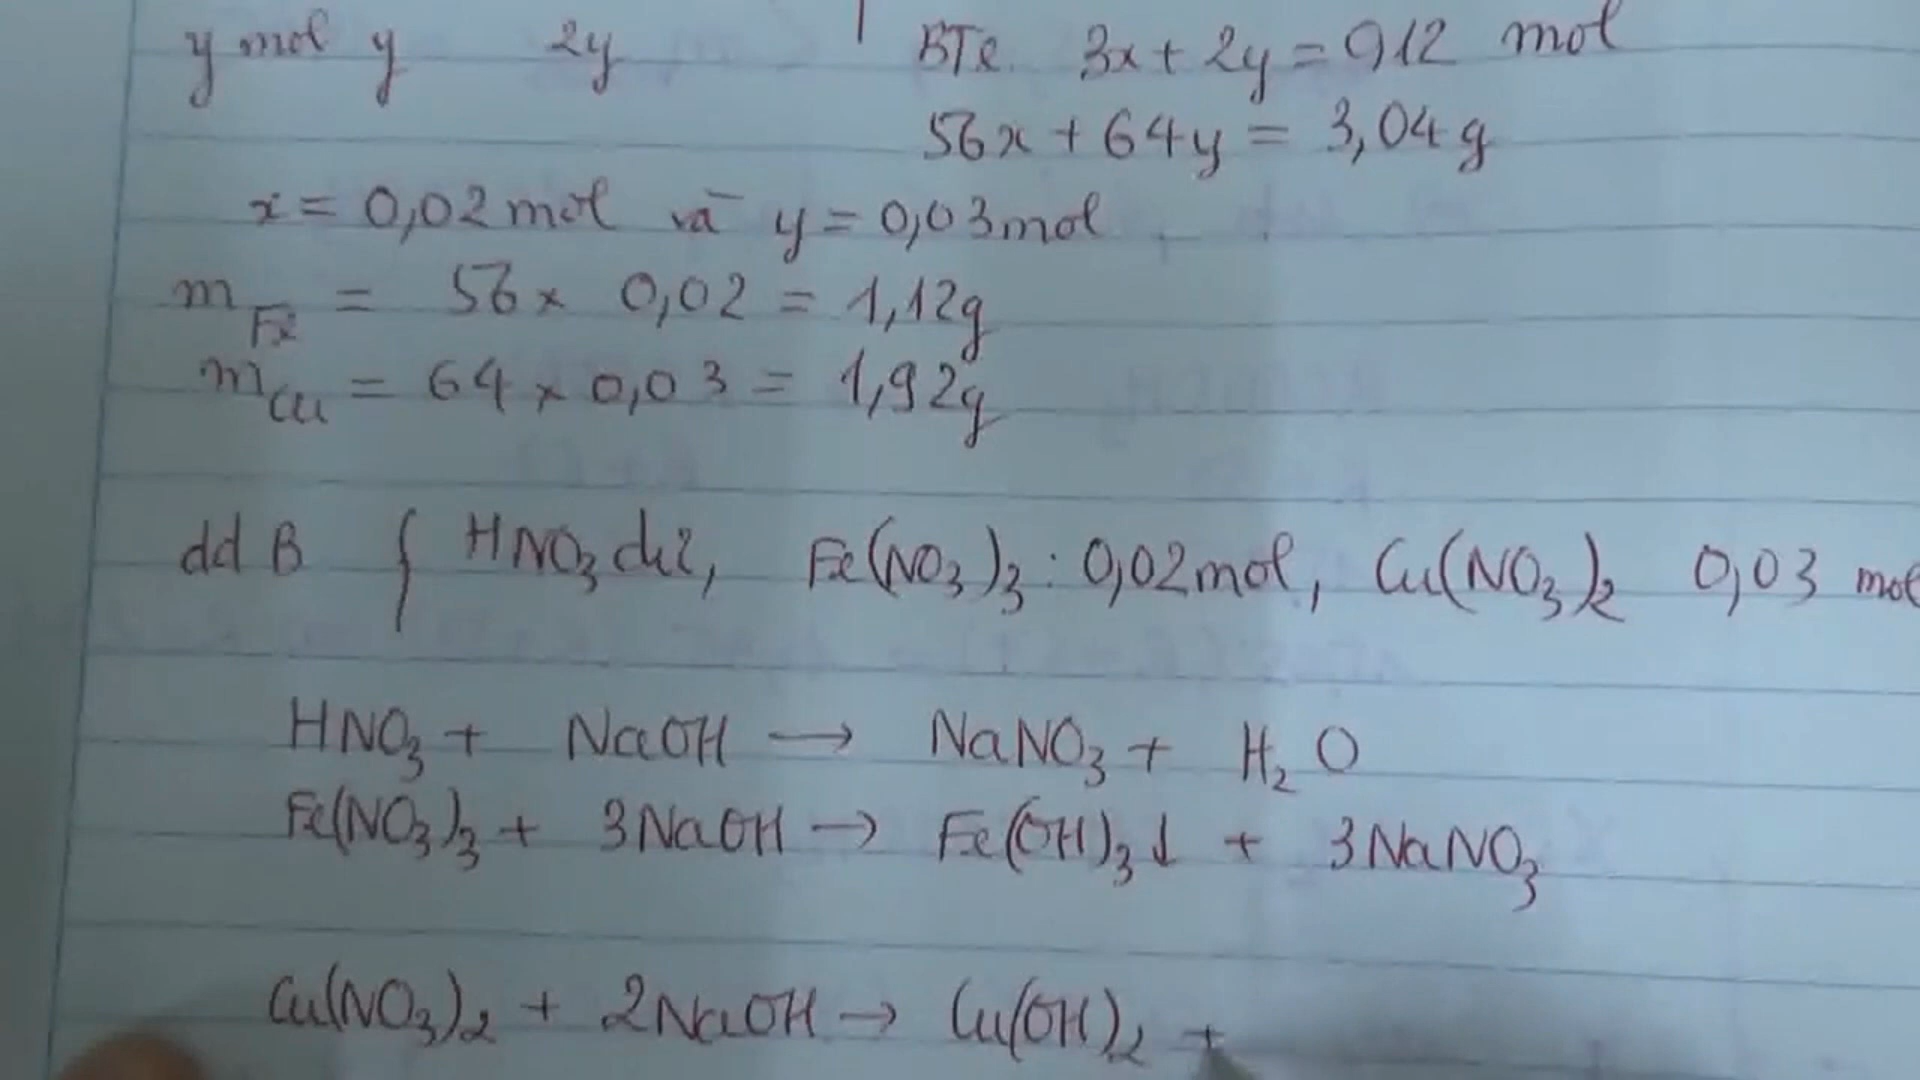 y mol y 2y | BTe 3x + 2y = 0,12 mol
56x + 64y = 3,04g
x = 0,02 mol và y = 0,03 mol
m Fe = 56 x 0,02 = 1,12g
m Cu = 64 x 0,03 = 1,92g
dd B { HNO3 dư, Fe(NO3)3 : 0,02 mol, Cu(NO3)2 0,03 mol
HNO3 + NaOH → NaNO3 + H2O
Fe(NO3)3 + 3NaOH → Fe(OH)3↓ + 3NaNO3
Cu(NO3)2 + 2NaOH → Cu(OH)2 +